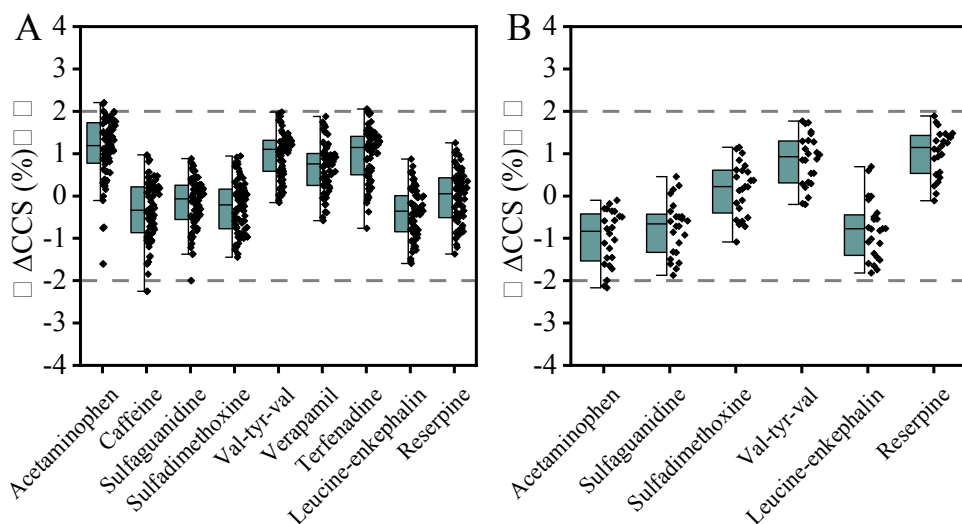 A
□ ΔCCS (%) □ □
4
3
2
1
0
-1
-2
-3
-4
Acetaminophen
Caffeine
Sulfaguanidine
Sulfadimethoxine
Val-tyr-val
Verapamil
Terfenadine
Leucine-enkephalin
Reserpine
B
□ ΔCCS (%) □ □
4
3
2
1
0
-1
-2
-3
-4
Acetaminophen
Sulfaguanidine
Sulfadimethoxine
Val-tyr-val
Leucine-enkephalin
Reserpine